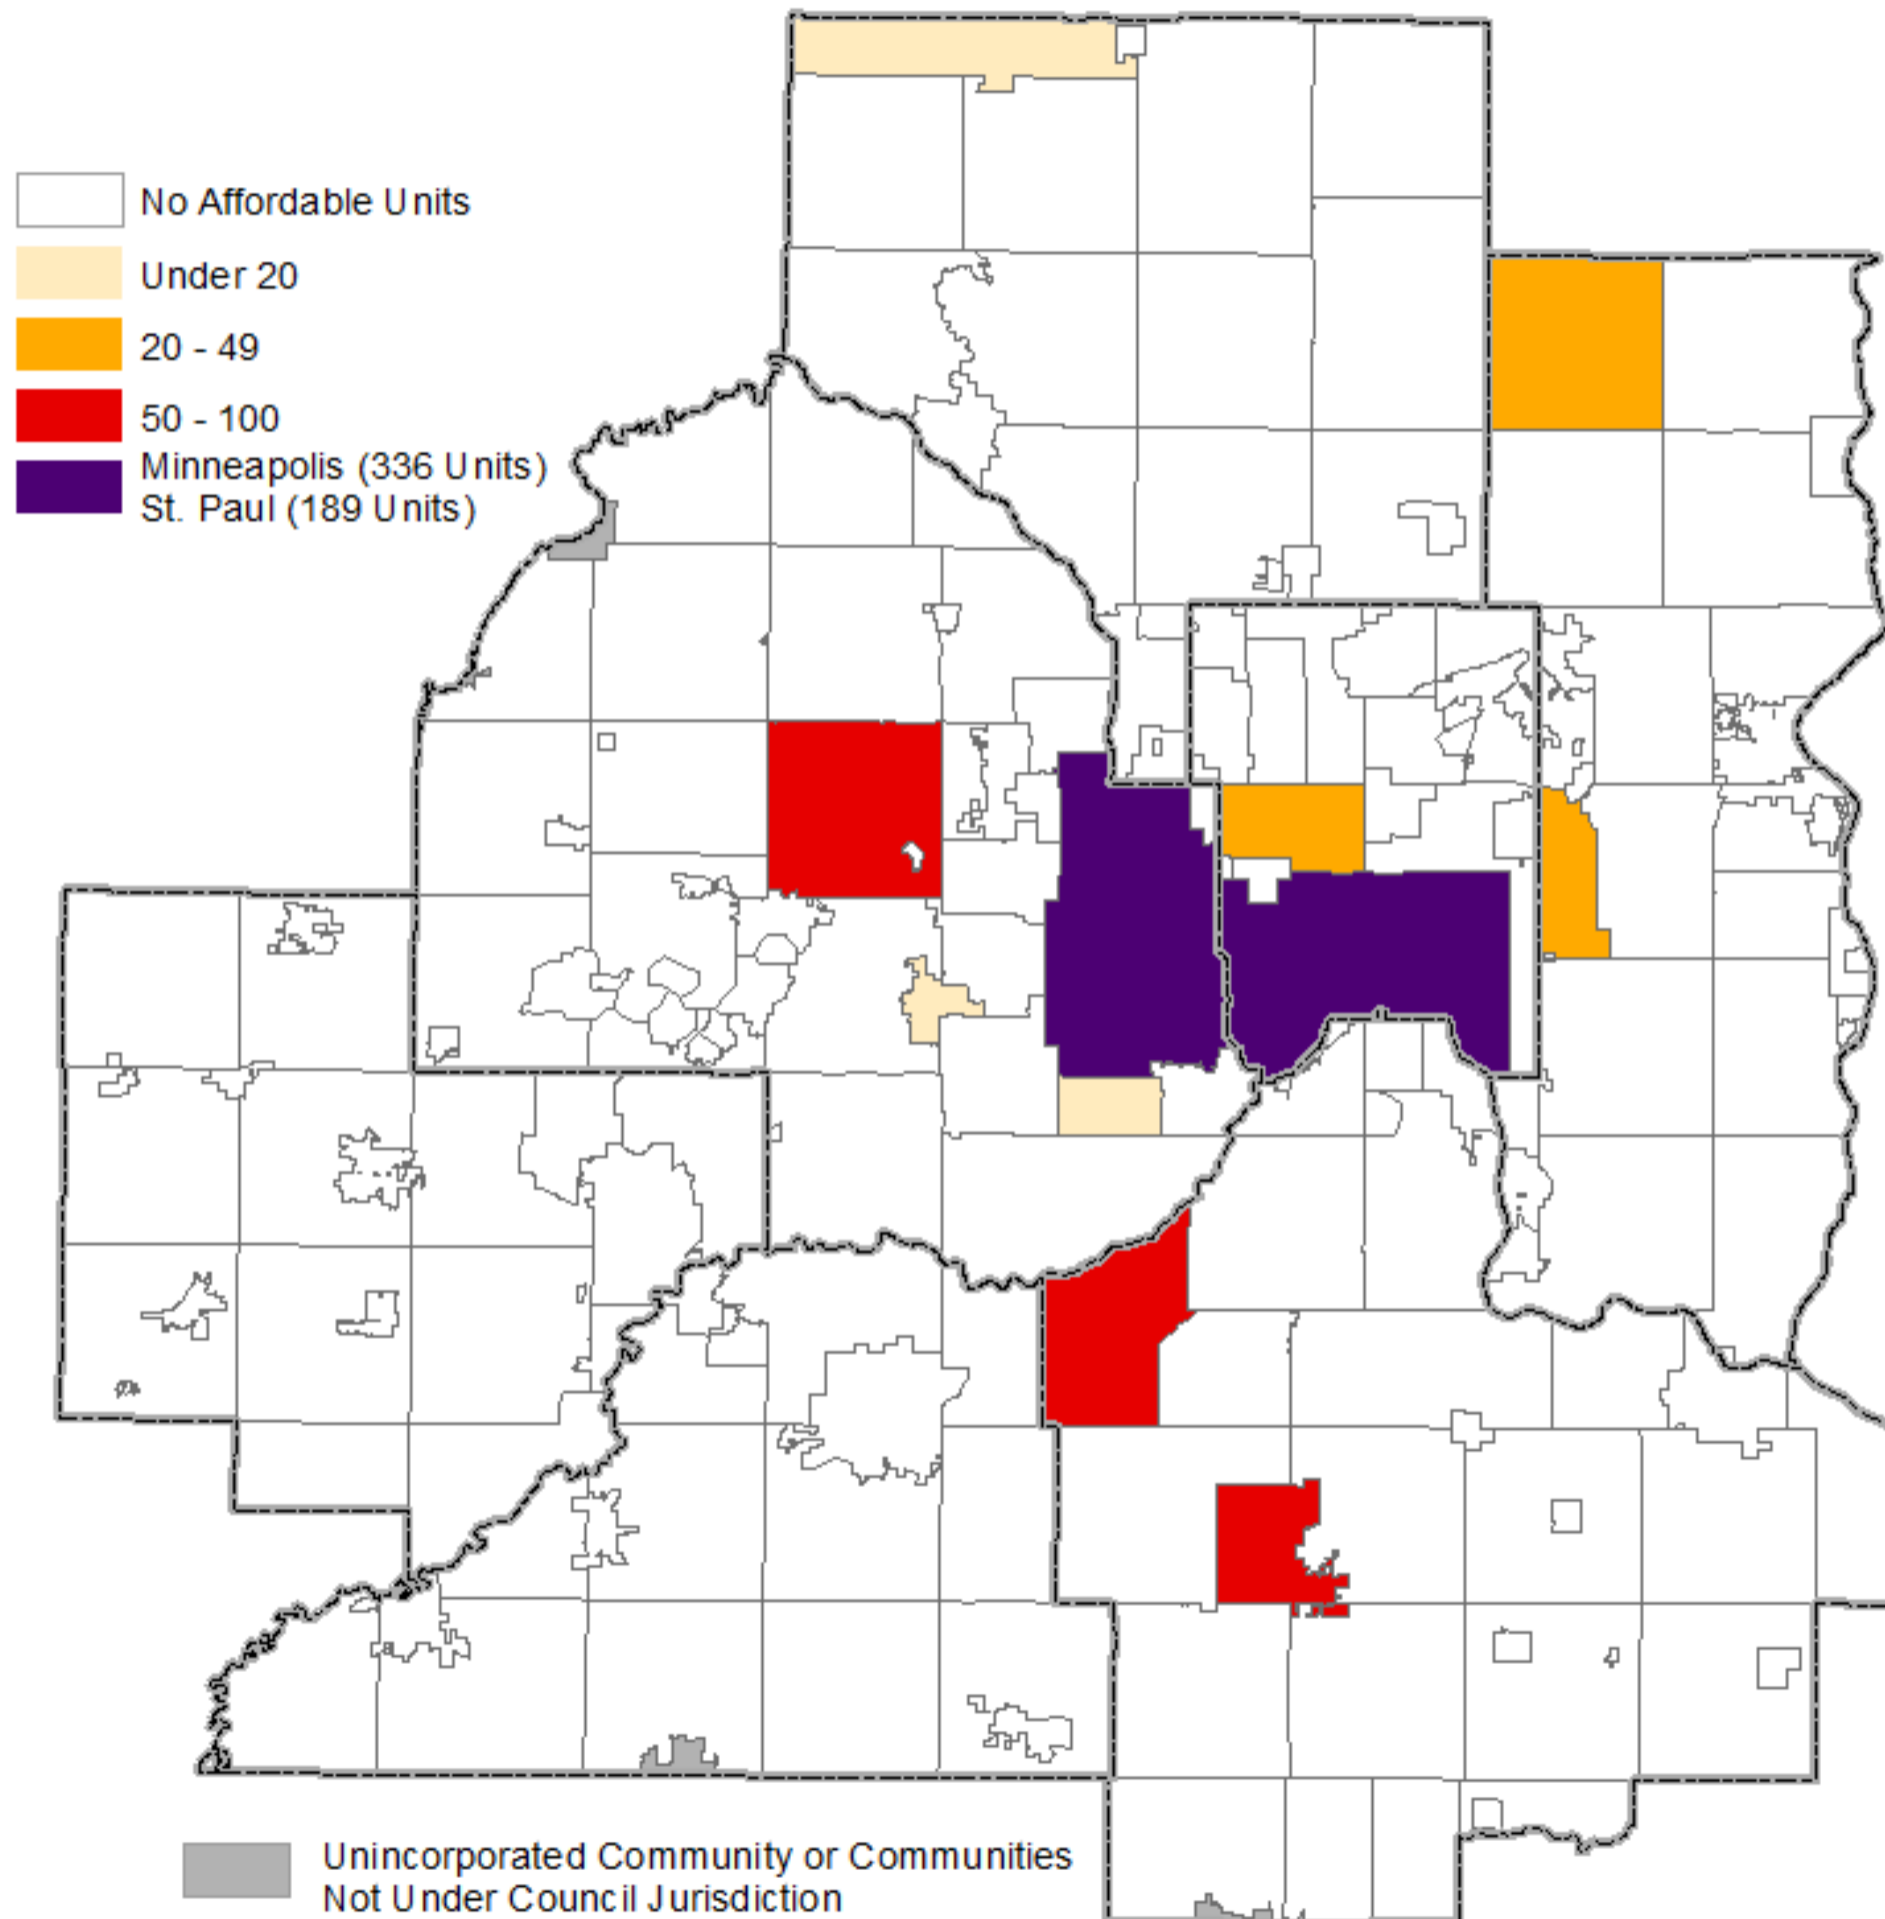 No Affordable Units
Under 20
20 - 49
50 - 100
Minneapolis (336 Units)
St. Paul (189 Units)
Unincorporated Community or Communities
Not Under Council Jurisdiction